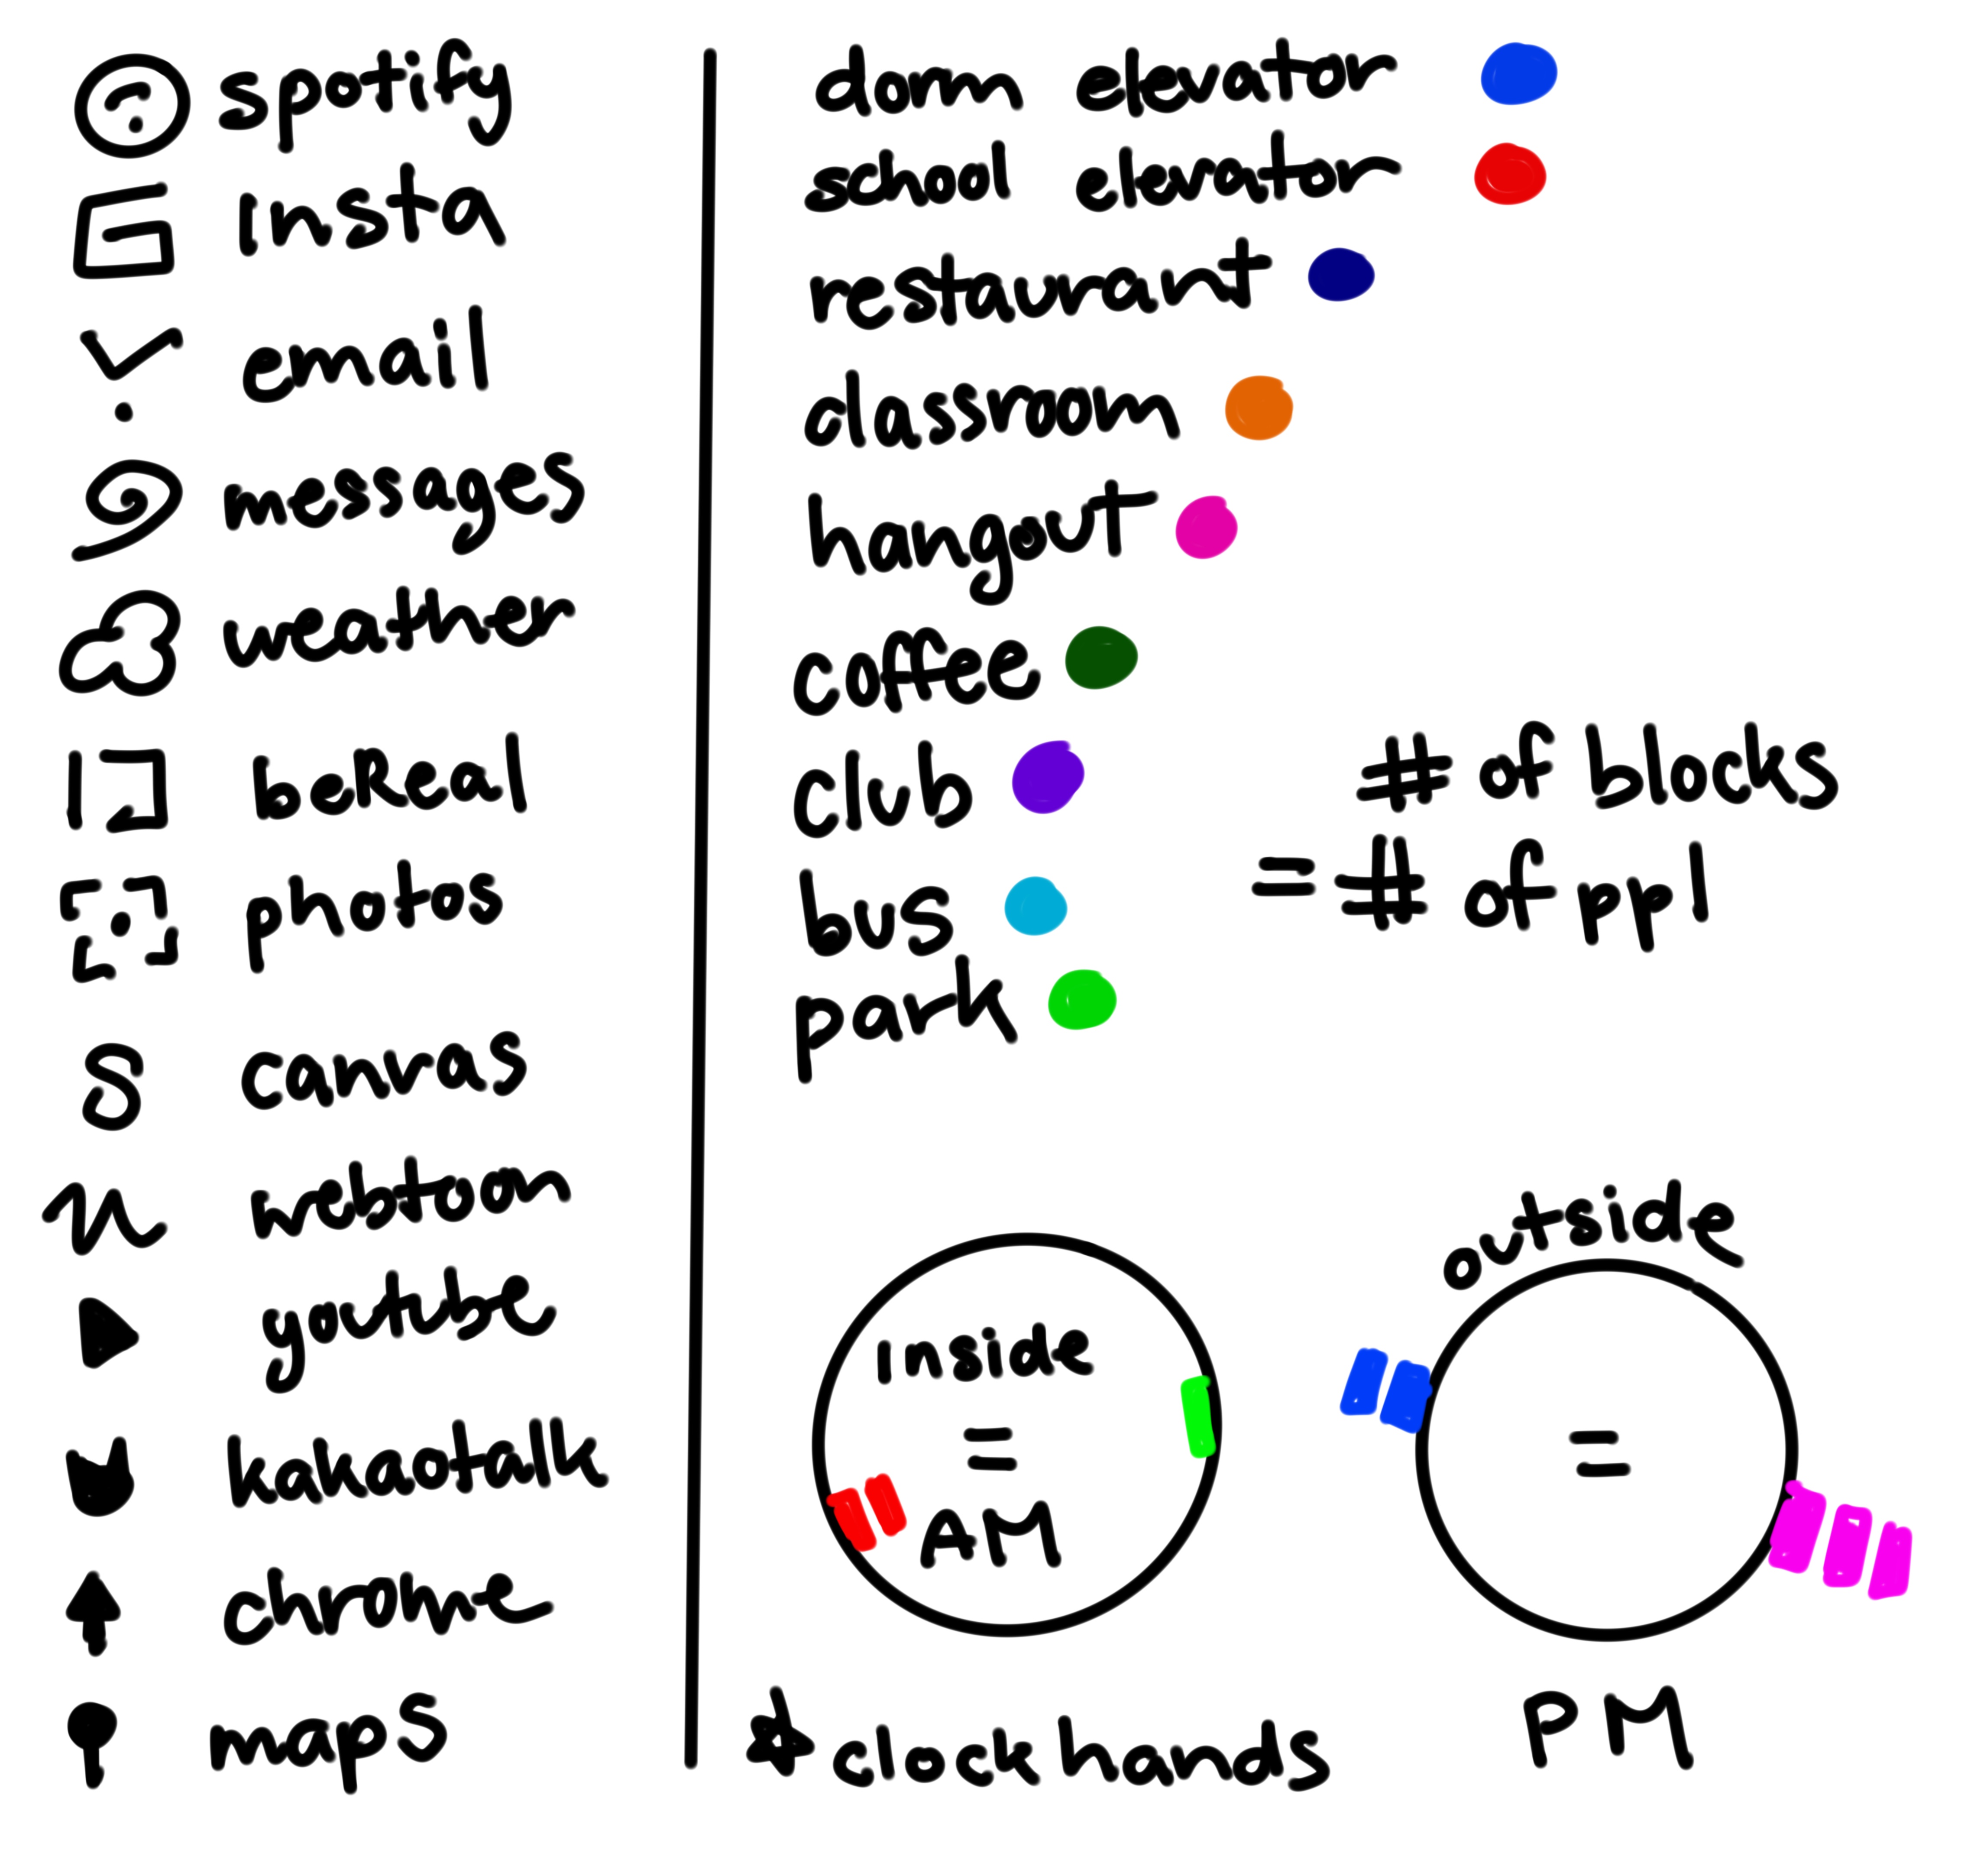 spotify
Insta
email
messages
weather
beReal
photos
canvas
webtoon
youtube
kakaotalk
chrome
maps
dorm elevator
school elevator
restaurant
classroom
hangout
coffee
club
bus
park
# of blocks
= # of ppl
inside
=
AM
outside
=
PM
* clock hands